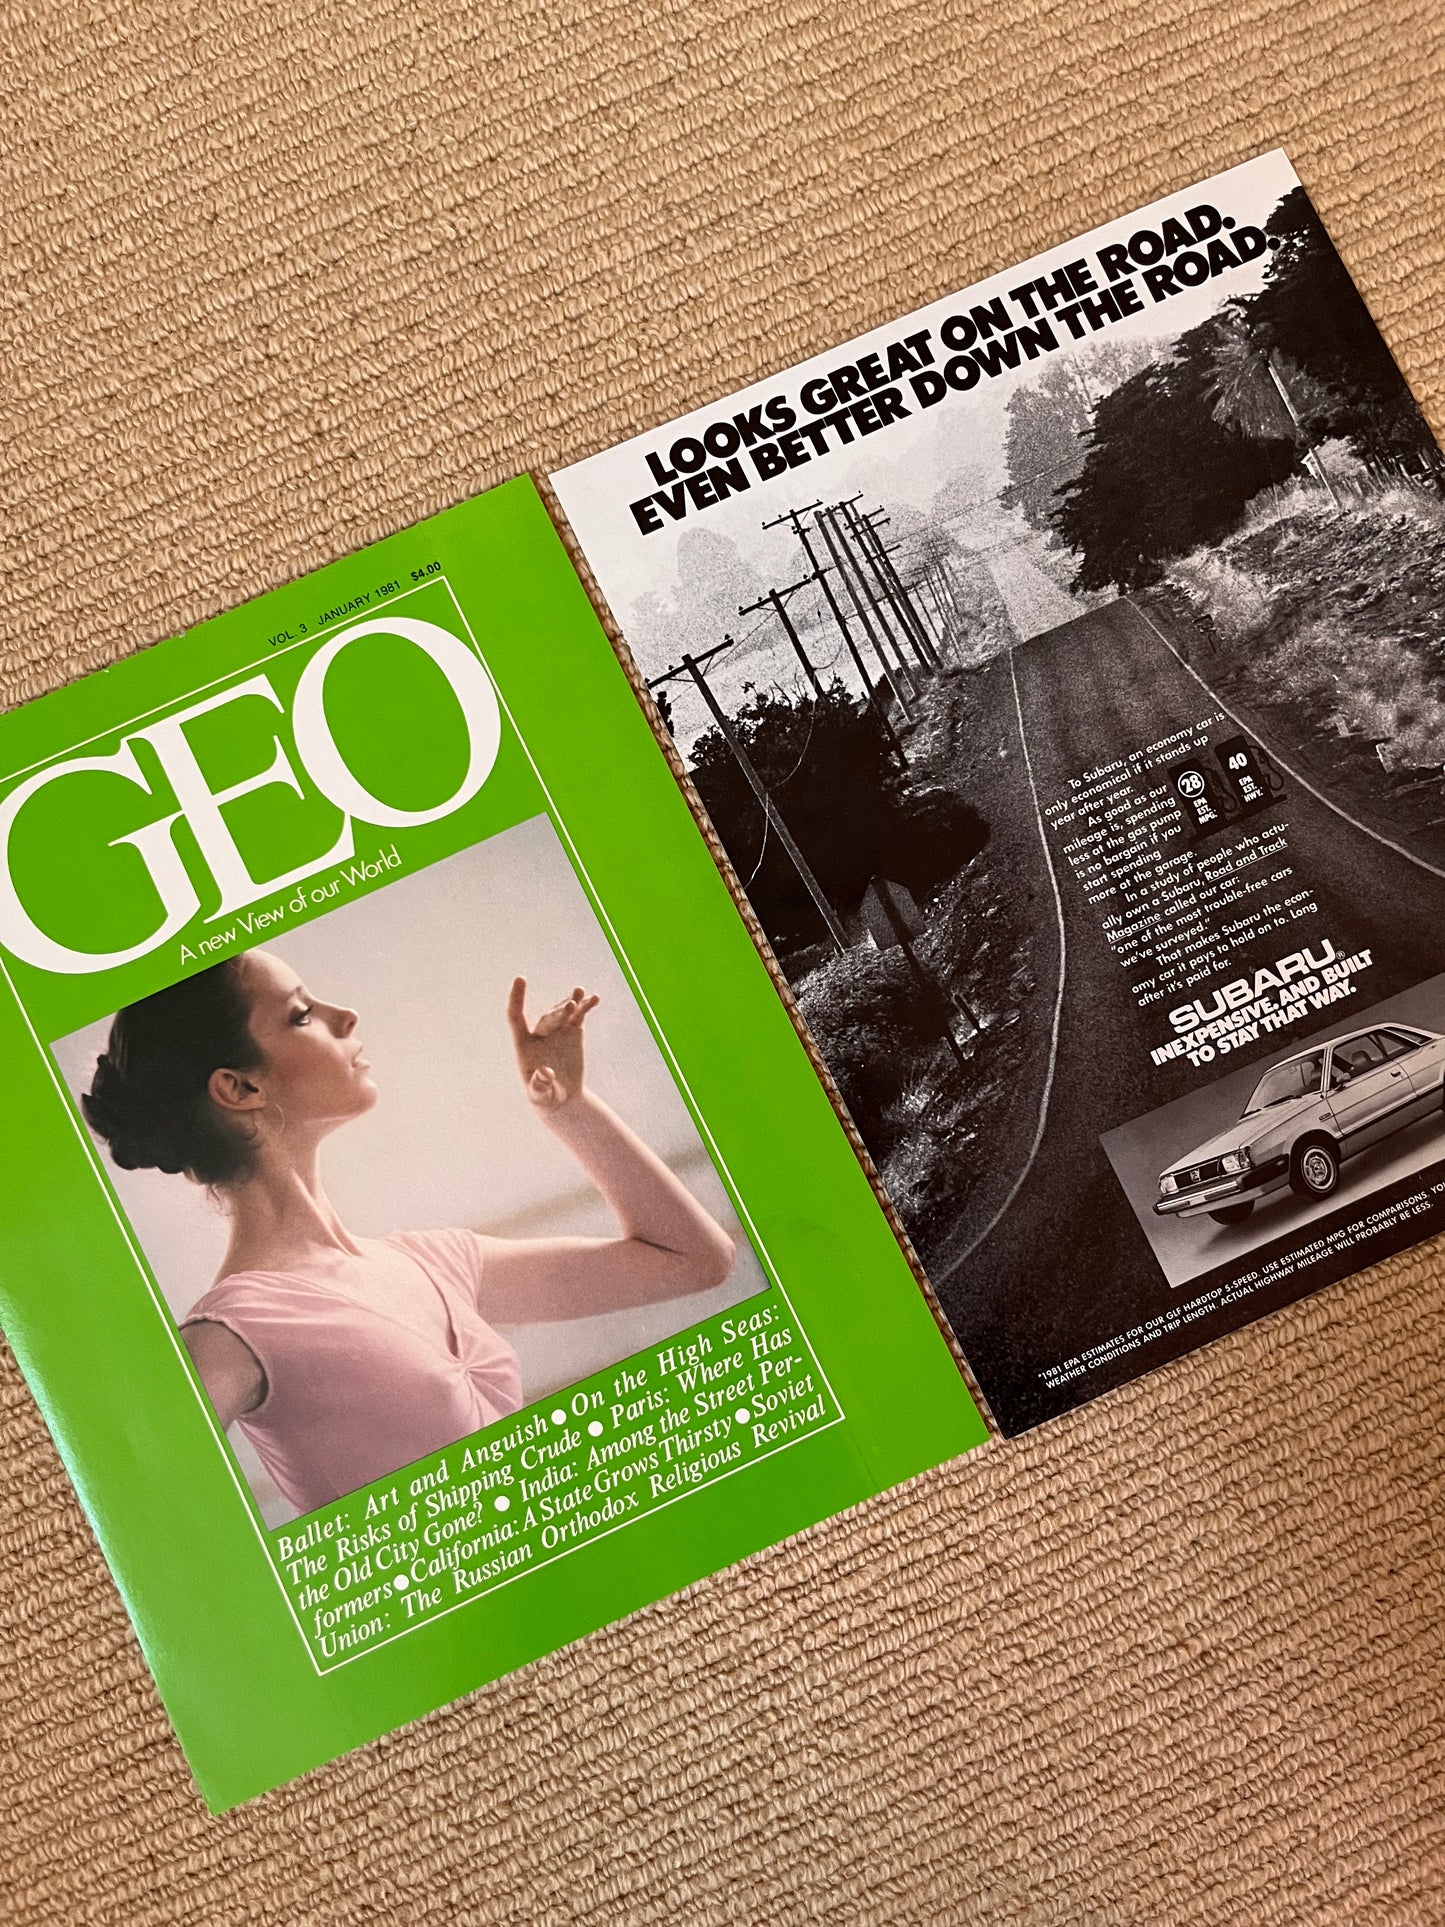 VOL. 3 JANUARY 1981 $4.00
GEO
A new View of our World
Ballet: Art and Anguish ● On the High Seas:
The Risks of Shipping Crude ● Paris: Where Has
the Old City Gone? ● India: Among the Street Per-
formers ● California: A State Grows Thirsty ● Soviet
Union: The Russian Orthodox Religious Revival
LOOKS GREAT ON THE ROAD.
EVEN BETTER DOWN THE ROAD.
To Subaru, an economy car is
only economical if it stands up
year after year.
As good as our
mileage is, spending
less at the gas pump
is no bargain if you
start spending
more at the garage.
28
EPA
EST.
MPG.*
40
EPA
EST.
HWY.*
In a study of people who actu-
ally own a Subaru, Road and Track
Magazine called our car:
"one of the most trouble-free cars
we've surveyed."
That makes Subaru the econ-
omy car it pays to hold on to. Long
after it's paid for.
SUBARU®
INEXPENSIVE. AND BUILT
TO STAY THAT WAY.
*1981 EPA ESTIMATES FOR OUR GLF HARDTOP 5-SPEED. USE ESTIMATED MPG FOR COMPARISONS.
WEATHER CONDITIONS AND TRIP LENGTH. ACTUAL HIGHWAY MILEAGE WILL PROBABLY BE LESS.